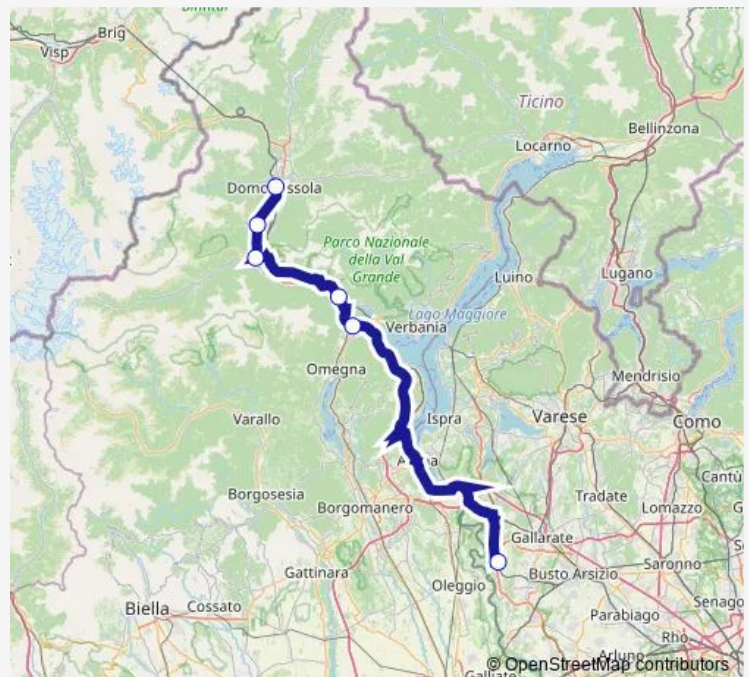 Brig
Visp
Ticino
Bellinzona
Locarno
Domodossola
Parco Nazionale
della Val
Grande
Luino
Lugano
Lago Maggiore
Verbania
Omegna
Mendrisio
Ispra
Varese
Como
Varallo
Cantù
Borgosesia
Borgomanero
Tradate
Lomazzo
Gallarate
Saronno
Gattinara
Oleggio
Busto Arsizio
Senago
Biella
Cossato
Parabiago
Rho
Arluno
Galliate
© OpenStreetMap contributors